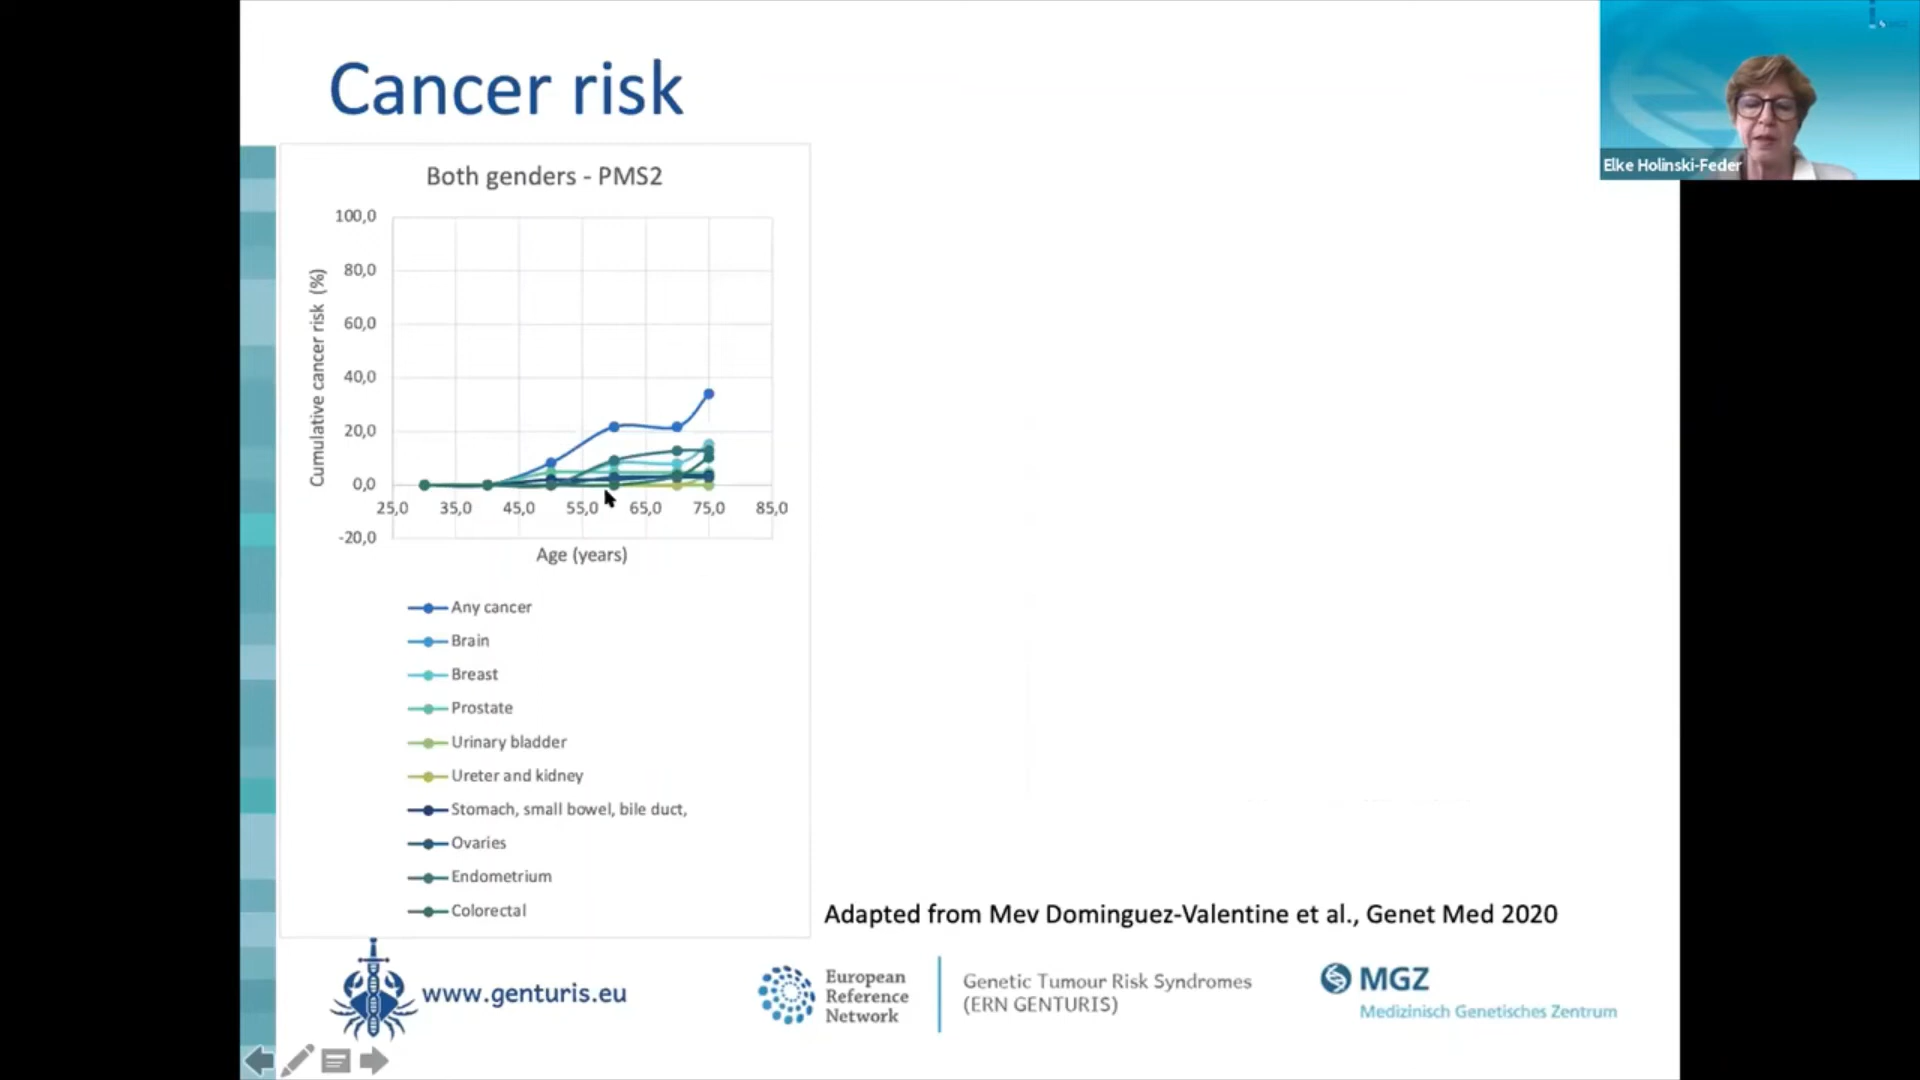 Cancer risk
Elke Holinski-Feder
Both genders - PMS2
Cumulative cancer risk (%)
100,0
80,0
60,0
40,0
20,0
0,0
-20,0
25,0 35,0 45,0 55,0 65,0 75,0 85,0
Age (years)
Any cancer
Brain
Breast
Prostate
Urinary bladder
Ureter and kidney
Stomach, small bowel, bile duct,
Ovaries
Endometrium
Colorectal
Adapted from Mev Dominguez-Valentine et al., Genet Med 2020
www.genturis.eu
European
Reference
Network
Genetic Tumour Risk Syndromes
(ERN GENTURIS)
MGZ
Medizinisch Genetisches Zentrum